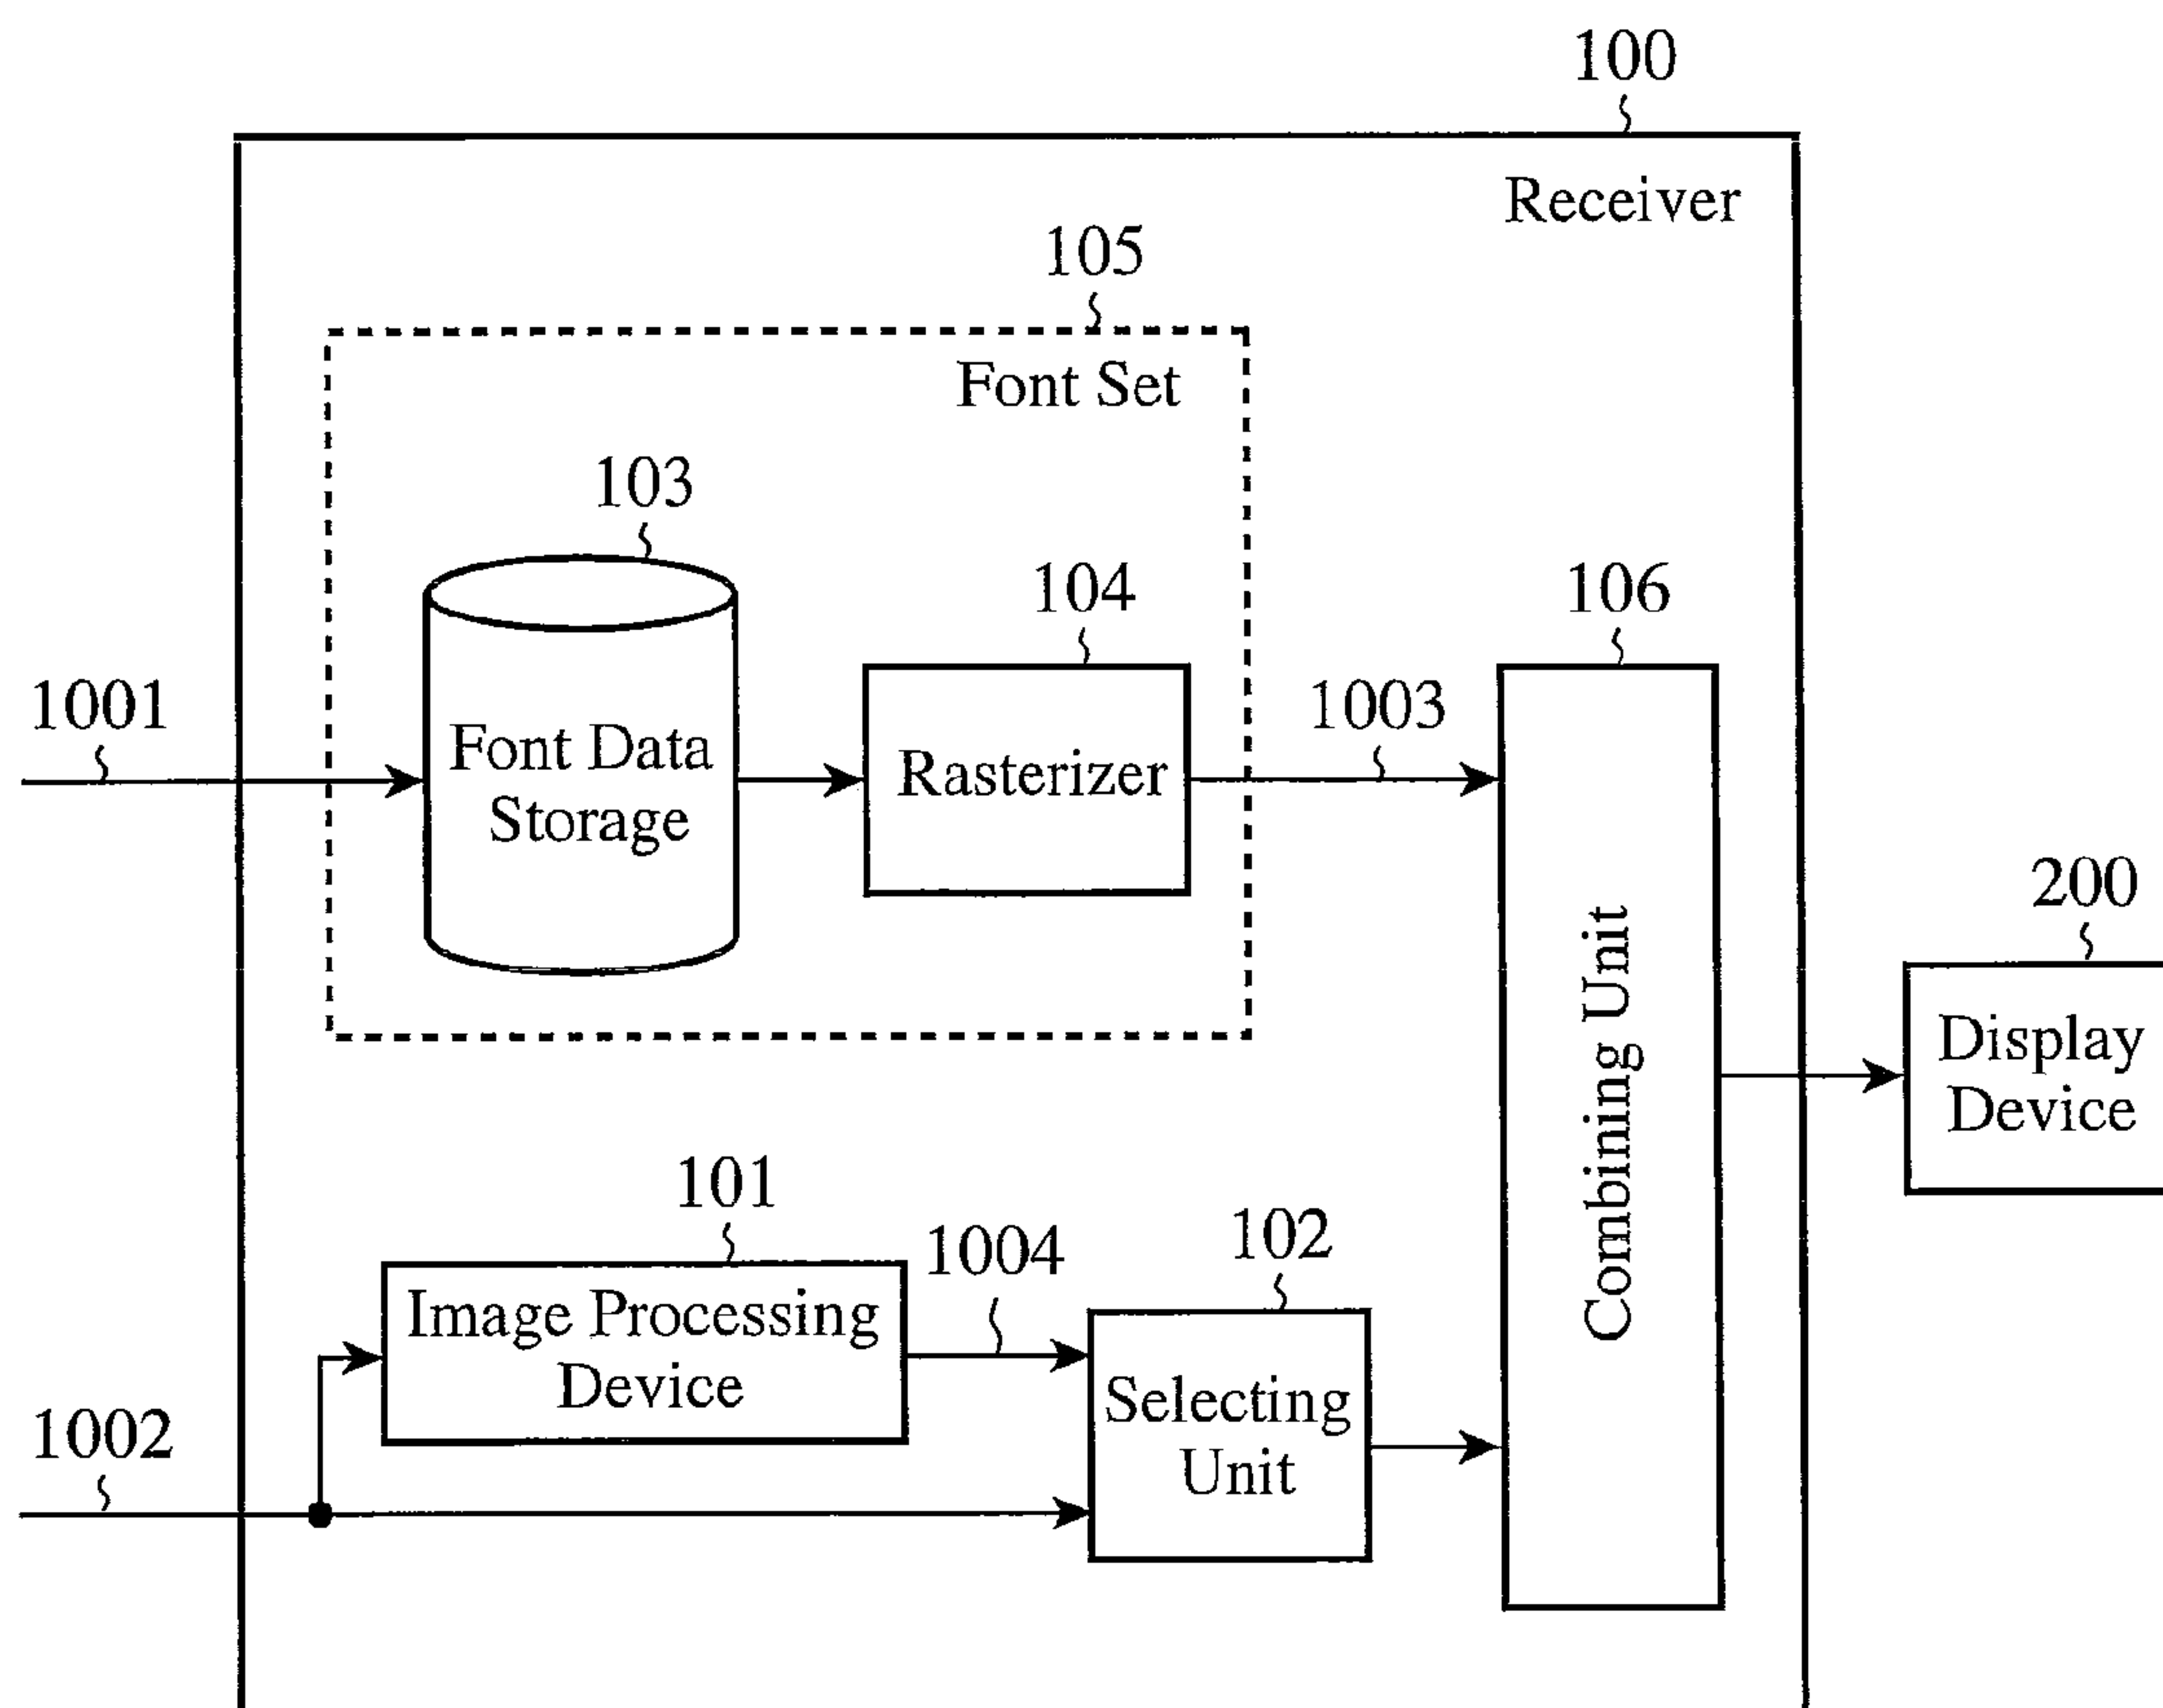 100
Receiver
105
Font Set
103
104
106
1001
1003
Font Data
Storage
Rasterizer
200
Combining Unit
Display
Device
101
1004
102
Image Processing
Device
Selecting
Unit
1002